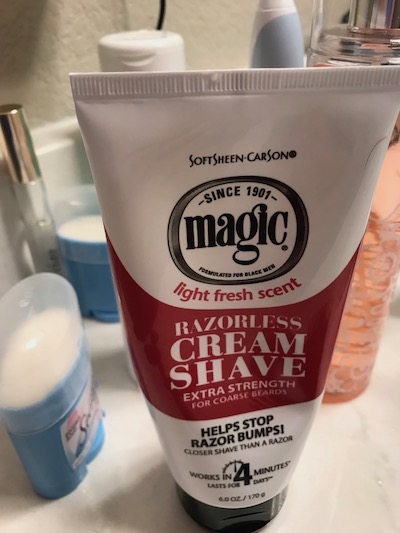 SOFTSHEEN·CARSON®
SINCE 1901
magic®
FORMULATED FOR BLACK MEN
light fresh scent
RAZORLESS
CREAM
SHAVE
EXTRA STRENGTH
FOR COARSE BEARDS
HELPS STOP
RAZOR BUMPS!
CLOSER SHAVE THAN A RAZOR
WORKS IN 4 MINUTES*
LASTS FOR DAYS**
6.0 OZ. / 170 g